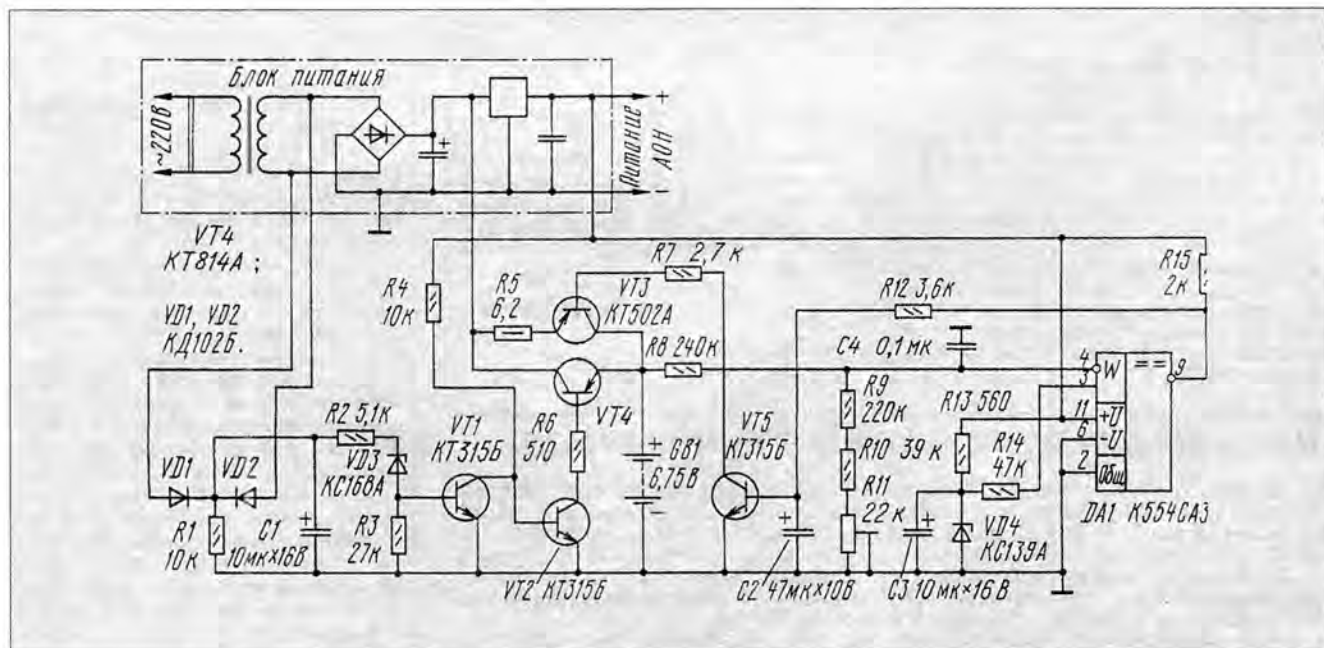 Блок питания
~220В
+
+
Питание
АОН
−
VT4
КТ814А ;
VD1, VD2
КД102Б.
R4
10к
R5
6,2
VT3
КТ502А
R7 2,7 к
R12 3,6к
R15
2к
R8 240к
C4 0,1 мк
VT4
R6
510
R2 5,1к
VD3
КС168А
VT1
КТ315Б
VD1
VD2
R1
10к
C1
10мк×16В
+
R3
27к
VT2 КТ315Б
+
GB1
6,75В
−
VT5
КТ315Б
R9
220к
R10 39 к
R11
22 к
+
C2 47мк×10В
R13 560
R14
47к
+
C3 10 мк×16 В
VD4
КС139А
4
3
11
6
2
W
+U
-U
Общ
==
9
DA1 К554СА3